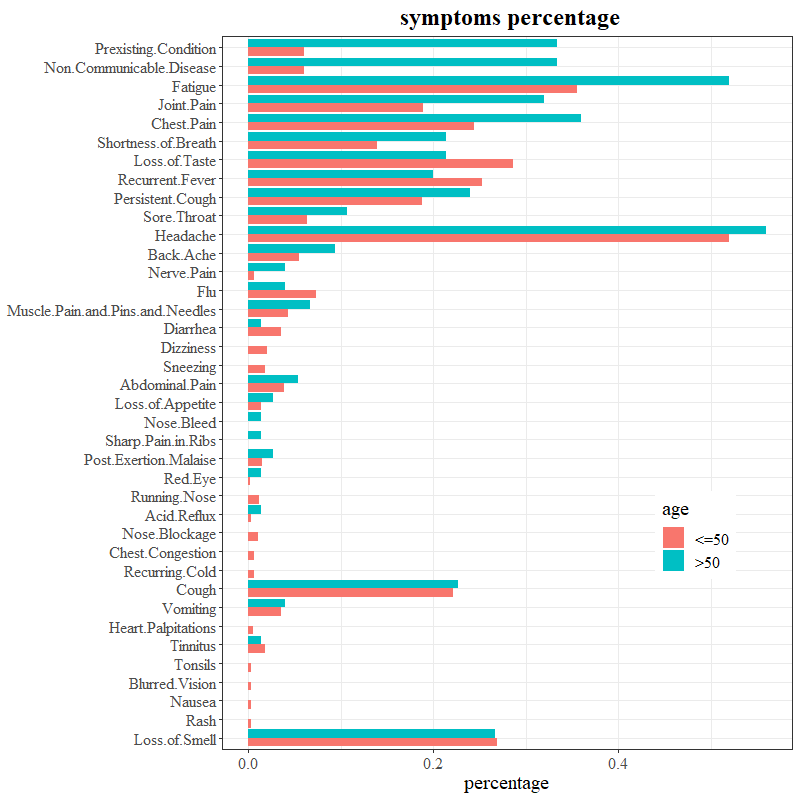 symptoms percentage
Prexisting.Condition
Non.Communicable.Disease
Fatigue
Joint.Pain
Chest.Pain
Shortness.of.Breath
Loss.of.Taste
Recurrent.Fever
Persistent.Cough
Sore.Throat
Headache
Back.Ache
Nerve.Pain
Flu
Muscle.Pain.and.Pins.and.Needles
Diarrhea
Dizziness
Sneezing
Abdominal.Pain
Loss.of.Appetite
Nose.Bleed
Sharp.Pain.in.Ribs
Post.Exertion.Malaise
Red.Eye
Running.Nose
Acid.Reflux
Nose.Blockage
Chest.Congestion
Recurring.Cold
Cough
Vomiting
Heart.Palpitations
Tinnitus
Tonsils
Blurred.Vision
Nausea
Rash
Loss.of.Smell
age
<=50
>50
0.0 0.2 0.4
percentage